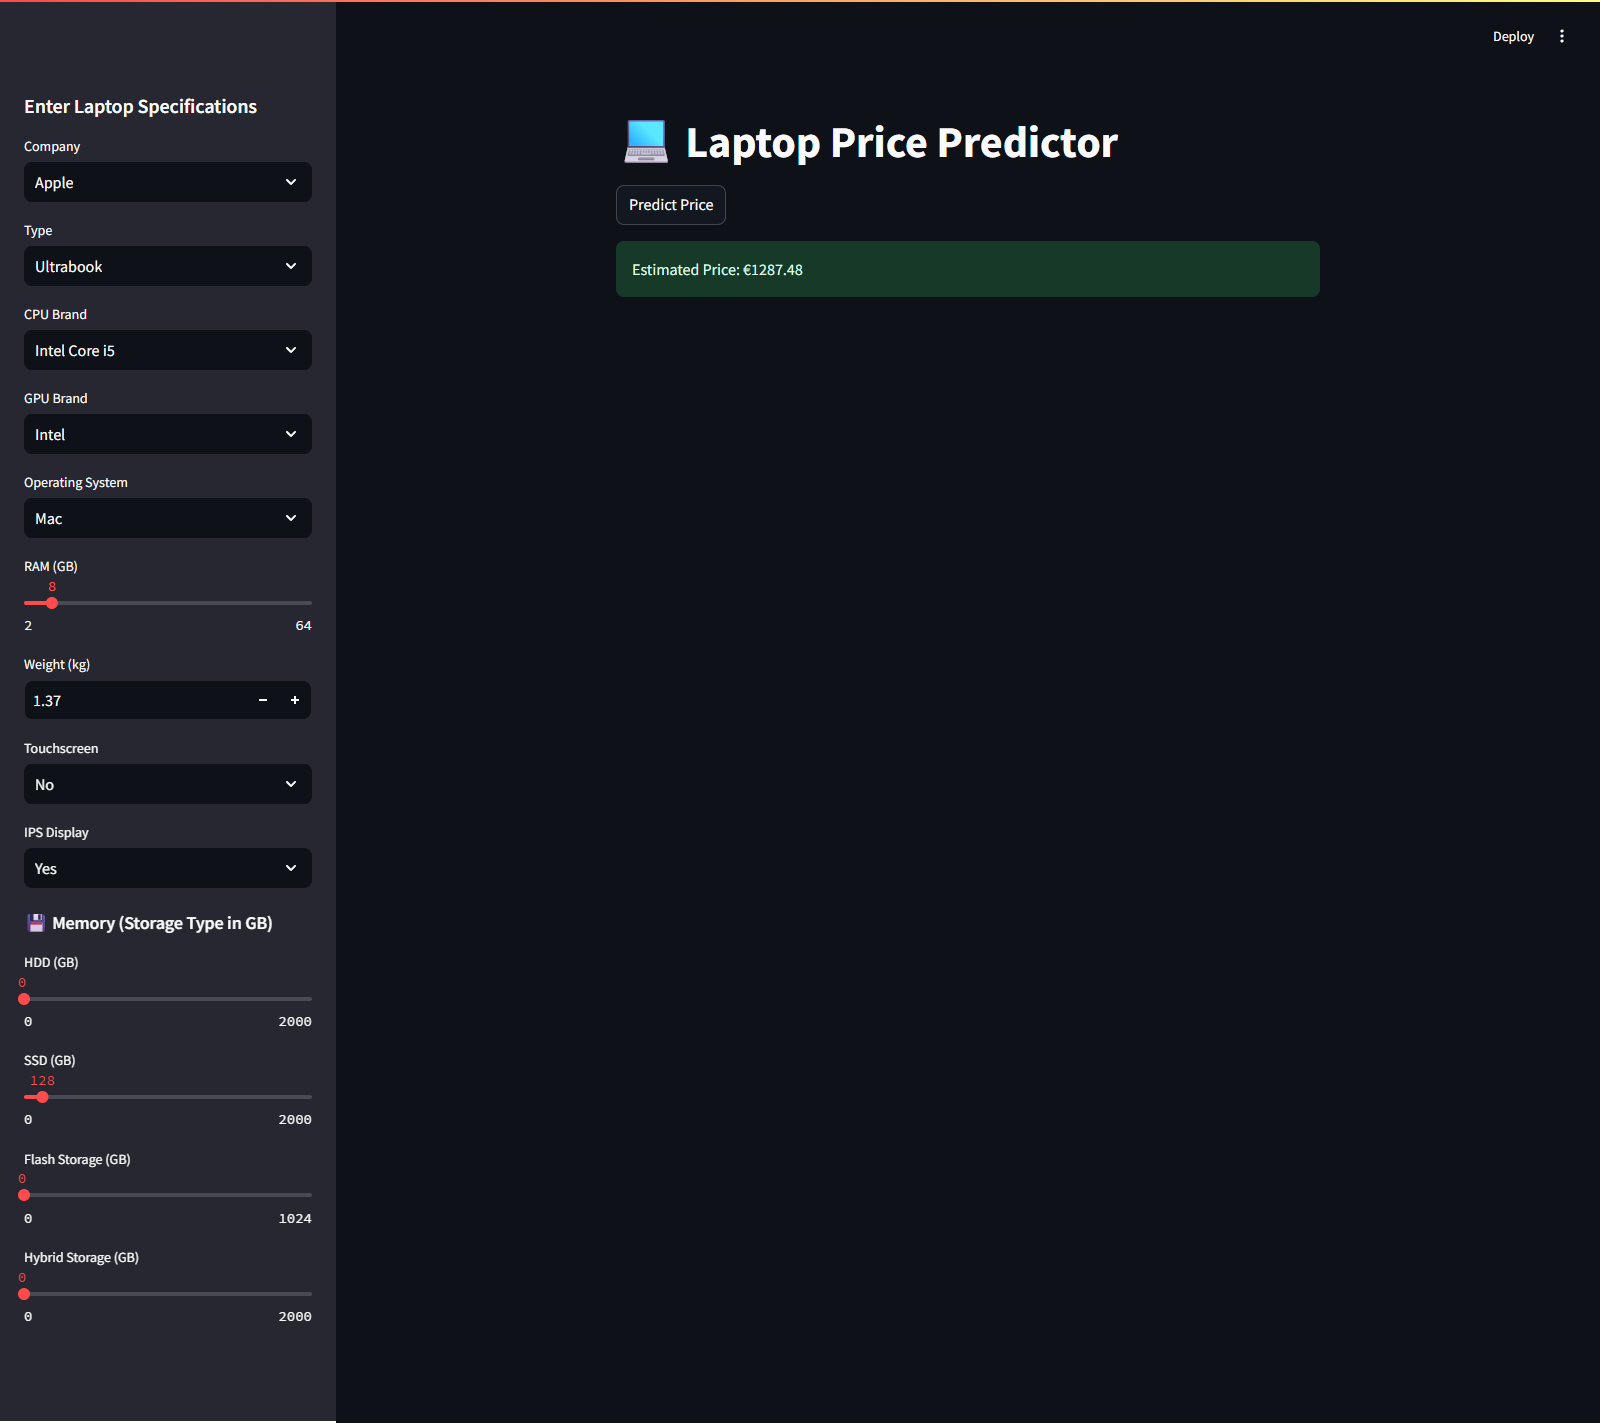 Deploy
Enter Laptop Specifications
Company
Apple
Type
Ultrabook
CPU Brand
Intel Core i5
GPU Brand
Intel
Operating System
Mac
RAM (GB)
8
2 64
Weight (kg)
1.37
Touchscreen
No
IPS Display
Yes
Memory (Storage Type in GB)
HDD (GB)
0
0 2000
SSD (GB)
128
0 2000
Flash Storage (GB)
0
0 1024
Hybrid Storage (GB)
0
0 2000
Laptop Price Predictor
Predict Price
Estimated Price: €1287.48